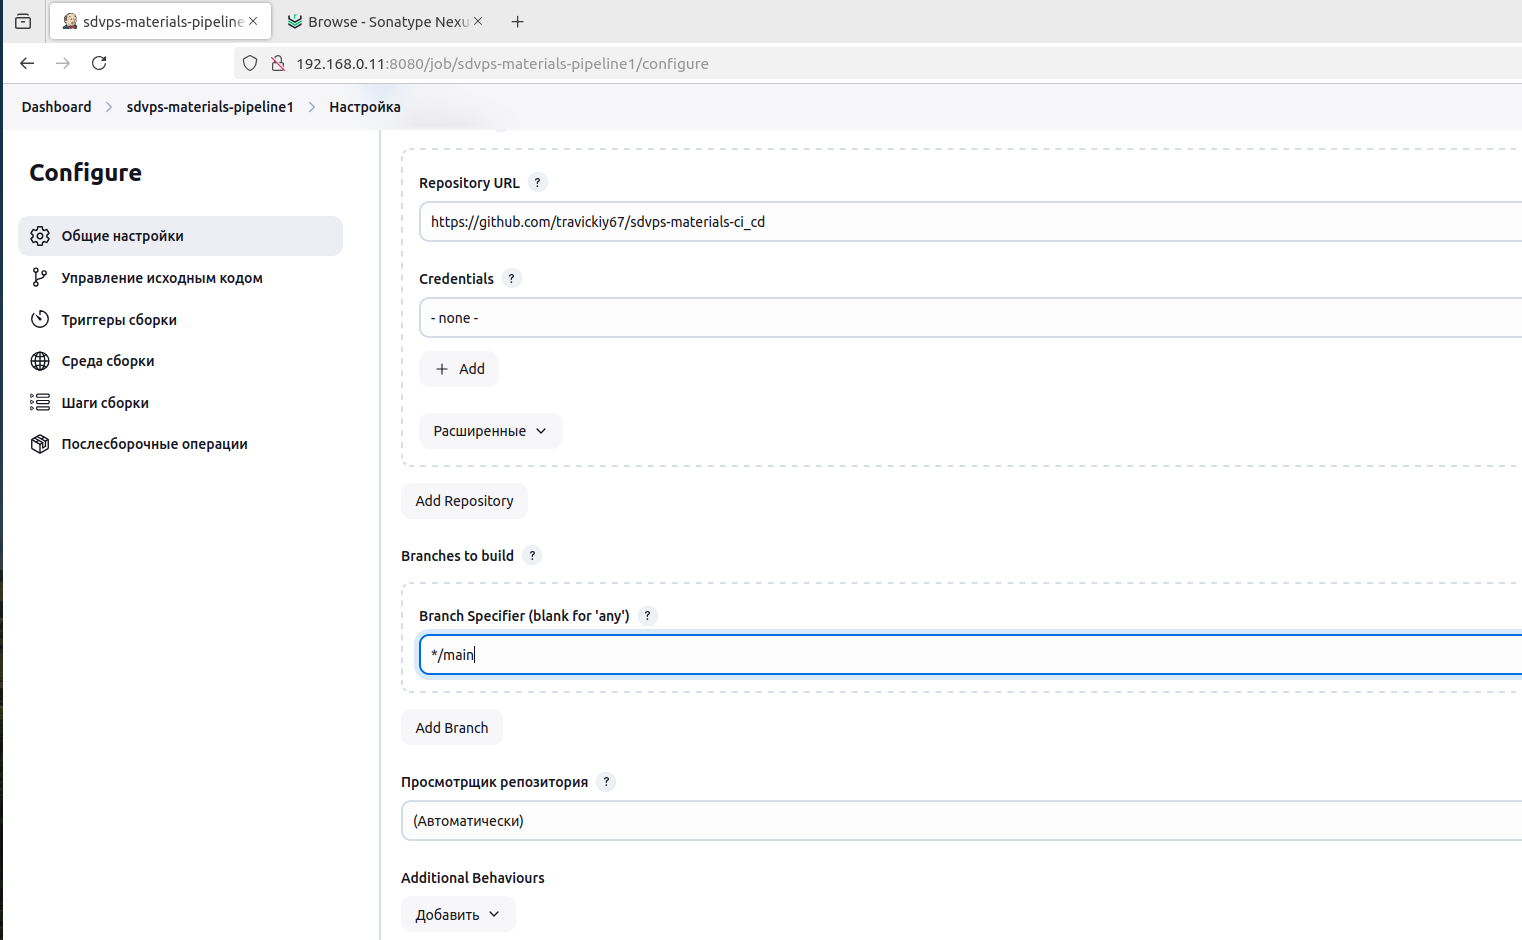 sdvps-materials-pipeline
Browse - Sonatype Nexu
192.168.0.11:8080/job/sdvps-materials-pipeline1/configure
Dashboard > sdvps-materials-pipeline1 > Настройка
Configure
Общие настройки
Управление исходным кодом
Триггеры сборки
Среда сборки
Шаги сборки
Послесборочные операции
Repository URL ?
https://github.com/travickiy67/sdvps-materials-ci_cd
Credentials ?
- none -
+ Add
Расширенные
Add Repository
Branches to build ?
Branch Specifier (blank for 'any') ?
*/main
Add Branch
Просмотрщик репозитория ?
(Автоматически)
Additional Behaviours
Добавить